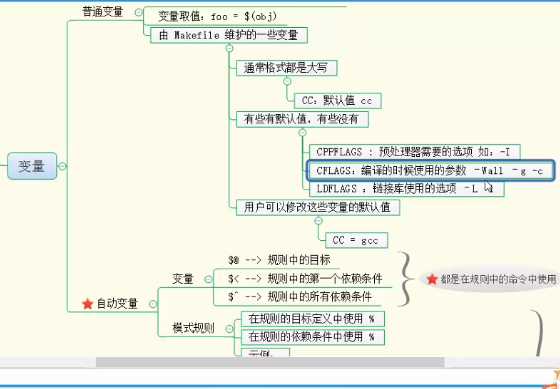 普通变量
变量取值：foo = $(obj)
由 Makefile 维护的一些变量
通常格式都是大写
CC：默认值 cc
有些有默认值，有些没有
CPPFLAGS : 预处理器需要的选项 如：-I
CFLAGS：编译的时候使用的参数 -Wall -g -c
LDFLAGS ：链接库使用的选项 -L -l
用户可以修改这些变量的默认值
CC = gcc
变量
自动变量
变量
$@ --> 规则中的目标
$< --> 规则中的第一个依赖条件
$^ --> 规则中的所有依赖条件
都是在规则中的命令中使用
模式规则
在规则的目标定义中使用 %
在规则的依赖条件中使用 %
示例：